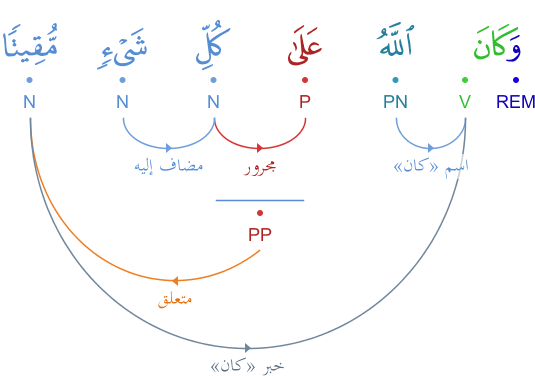 وَكَانَ ٱللَّهُ عَلَىٰ كُلِّ شَىْءٍ مُّقِيتًا
REM V PN P N N N
اسم «كان» مجرور مضاف إليه
PP
متعلق
خبر «كان»